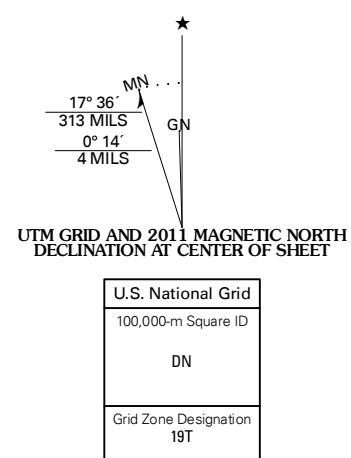 ★
MN
17° 36´
313 MILS
GN
0° 14´
4 MILS
UTM GRID AND 2011 MAGNETIC NORTH
DECLINATION AT CENTER OF SHEET
U.S. National Grid
100,000-m Square ID
DN
Grid Zone Designation
19T